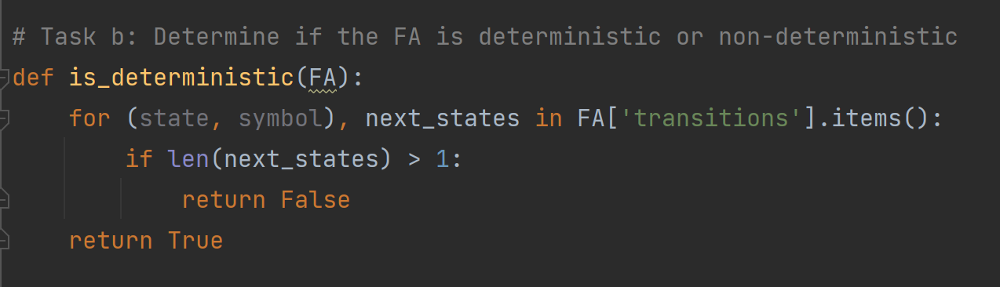 # Task b: Determine if the FA is deterministic or non-deterministic
def is_deterministic(FA):
    for (state, symbol), next_states in FA['transitions'].items():
        if len(next_states) > 1:
            return False
    return True